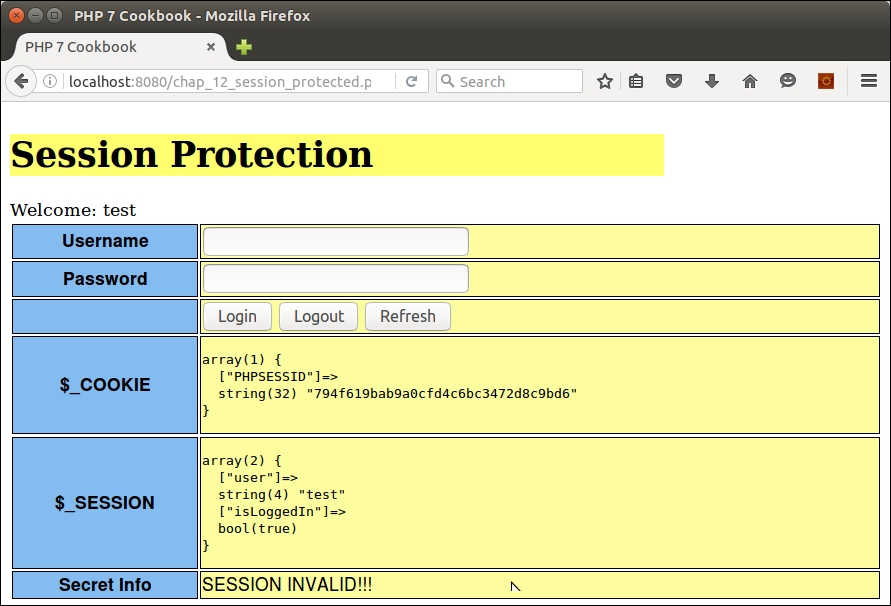 PHP 7 Cookbook - Mozilla Firefox
PHP 7 Cookbook
localhost:8080/chap_12_session_protected.p
Search
Session Protection
Welcome: test
Username
Password
Login Logout Refresh
$_COOKIE
array(1) {
["PHPSESSID"]=>
string(32) "794f619bab9a0cfd4c6bc3472d8c9bd6"
}
$_SESSION
array(2) {
["user"]=>
string(4) "test"
["isLoggedIn"]=>
bool(true)
}
Secret Info SESSION INVALID!!!